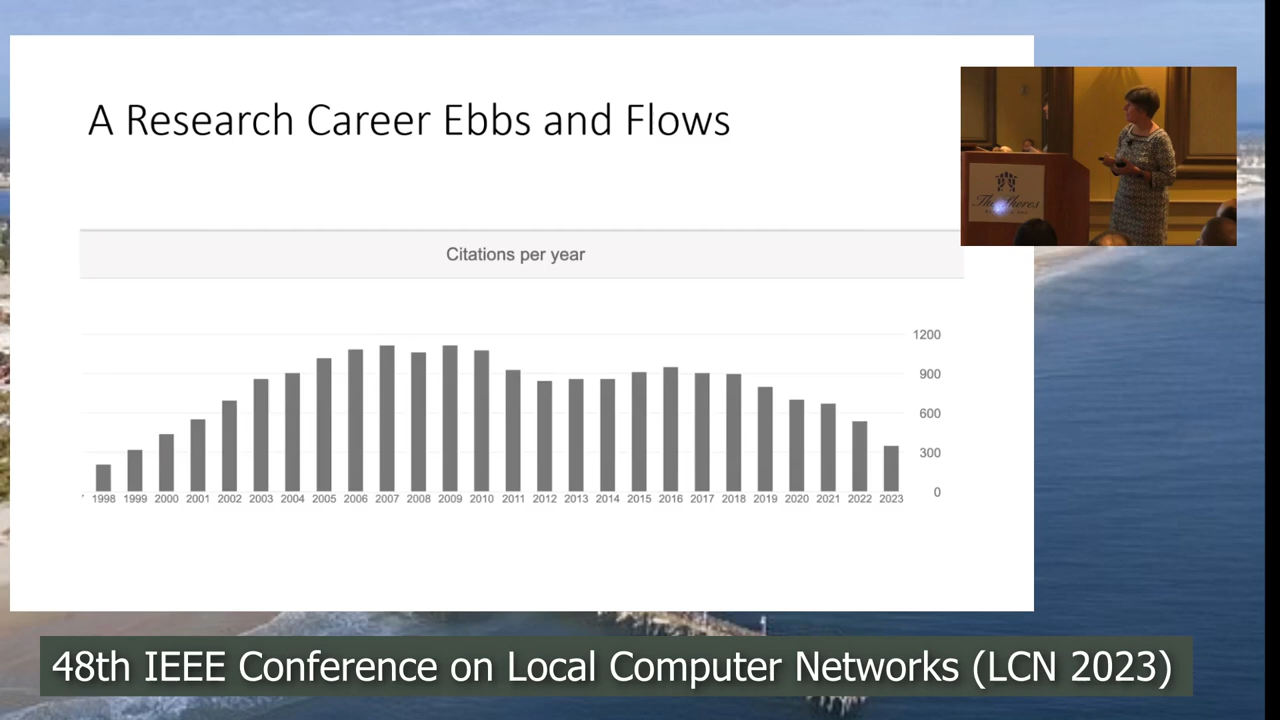 A Research Career Ebbs and Flows
Citations per year
1200
900
600
300
0
1998 1999 2000 2001 2002 2003 2004 2005 2006 2007 2008 2009 2010 2011 2012 2013 2014 2015 2016 2017 2018 2019 2020 2021 2022 2023
48th IEEE Conference on Local Computer Networks (LCN 2023)